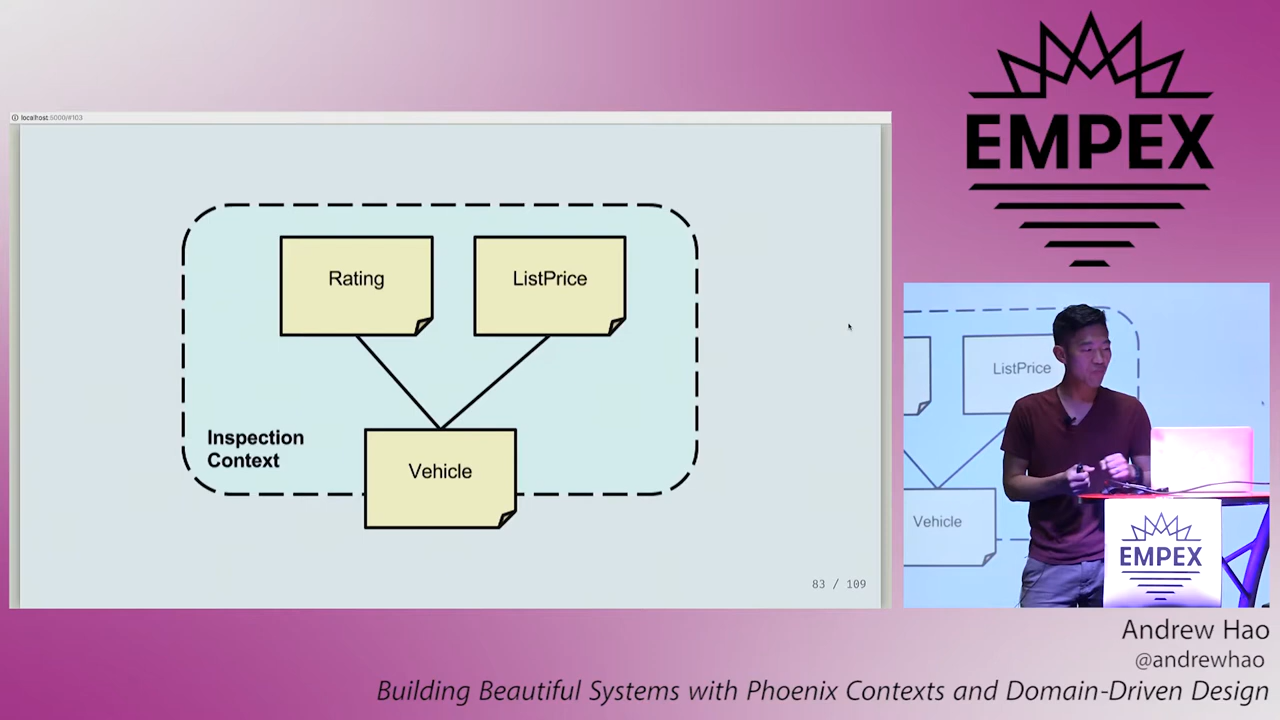 localhost:5000/#103
Rating
ListPrice
Inspection
Context
Vehicle
83 / 109
EMPEX
ListPrice
Vehicle
EMPEX
Andrew Hao
@andrewhao
Building Beautiful Systems with Phoenix Contexts and Domain-Driven Design